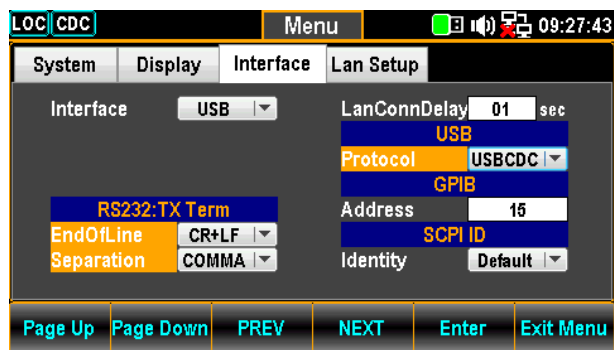 LOC CDC Menu 09:27:43
System Display Interface Lan Setup
Interface USB
LanConnDelay 01 sec
USB
Protocol USBCDC
GPIB
RS232:TX Term
Address 15
EndOfLine CR+LF
SCPI ID
Separation COMMA
Identity Default
Page Up Page Down PREV NEXT Enter Exit Menu